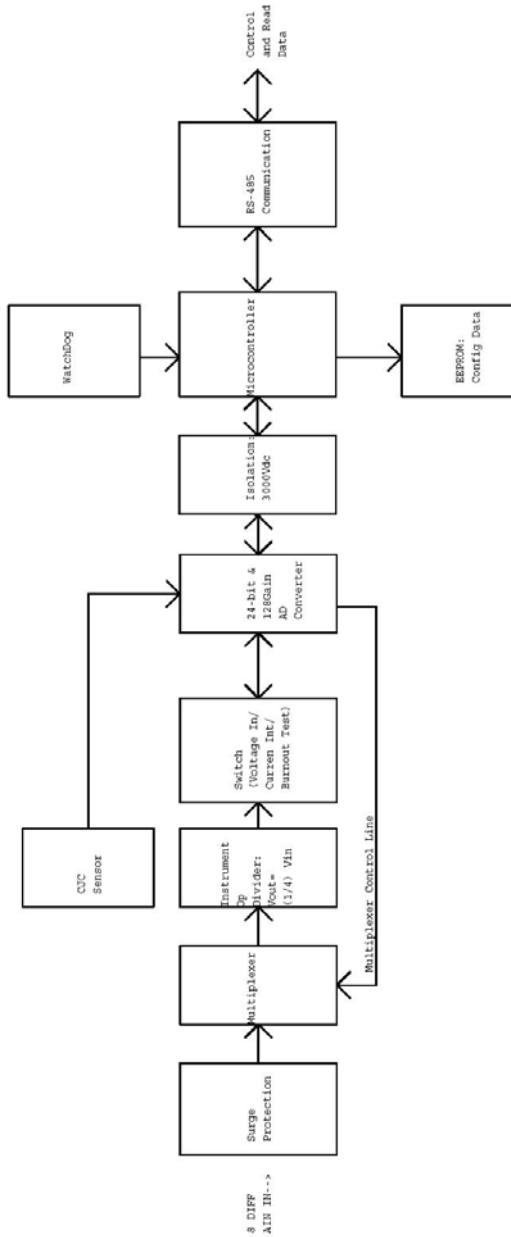 8 DIFF
AIN IN-->
Surge
Protection
Multiplexer
Instrument
Op
Divider:
Vout=
(1/4) Vin
Switch
(Voltage In/
Curren Int/
Burnout Test)
CJC
Sensor
24-bit &
128Gain
AD
Converter
Multiplexer Control Line
Isolation:
3000Vdc
WatchDog
Microcontroller
EEPROM:
Config Data
RS-485
Communication
Control
and Read
Data